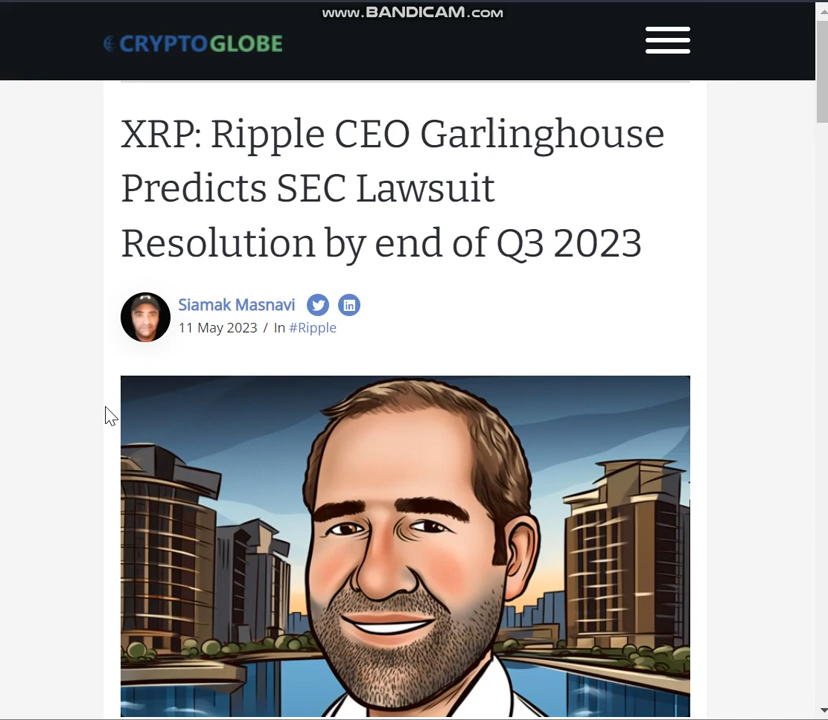 www.BANDICAM.com
CRYPTOGLOBE
XRP: Ripple CEO Garlinghouse
Predicts SEC Lawsuit
Resolution by end of Q3 2023
Siamak Masnavi
11 May 2023 / In #Ripple